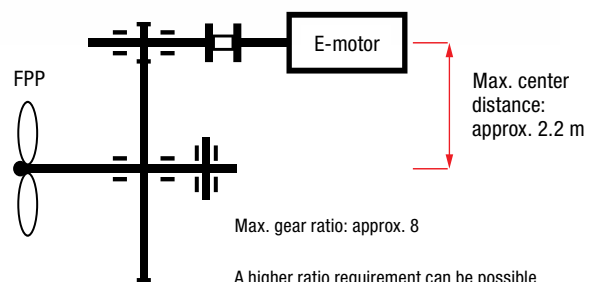 E-motor
FPP
Max. center
distance:
approx. 2.2 m
Max. gear ratio: approx. 8
A higher ratio requirement can be possible